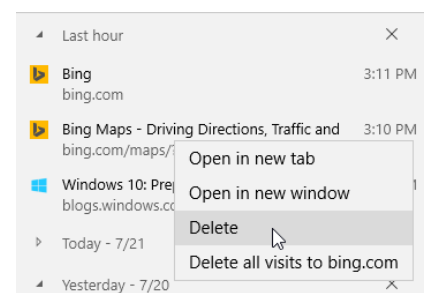 Last hour
Bing 3:11 PM
bing.com
Bing Maps - Driving Directions, Traffic and 3:10 PM
bing.com/maps/
Open in new tab
Windows 10:
Open in new window
blogs.windows.co
Delete
Today - 7/21
Delete all visits to bing.com
Yesterday - 7/20